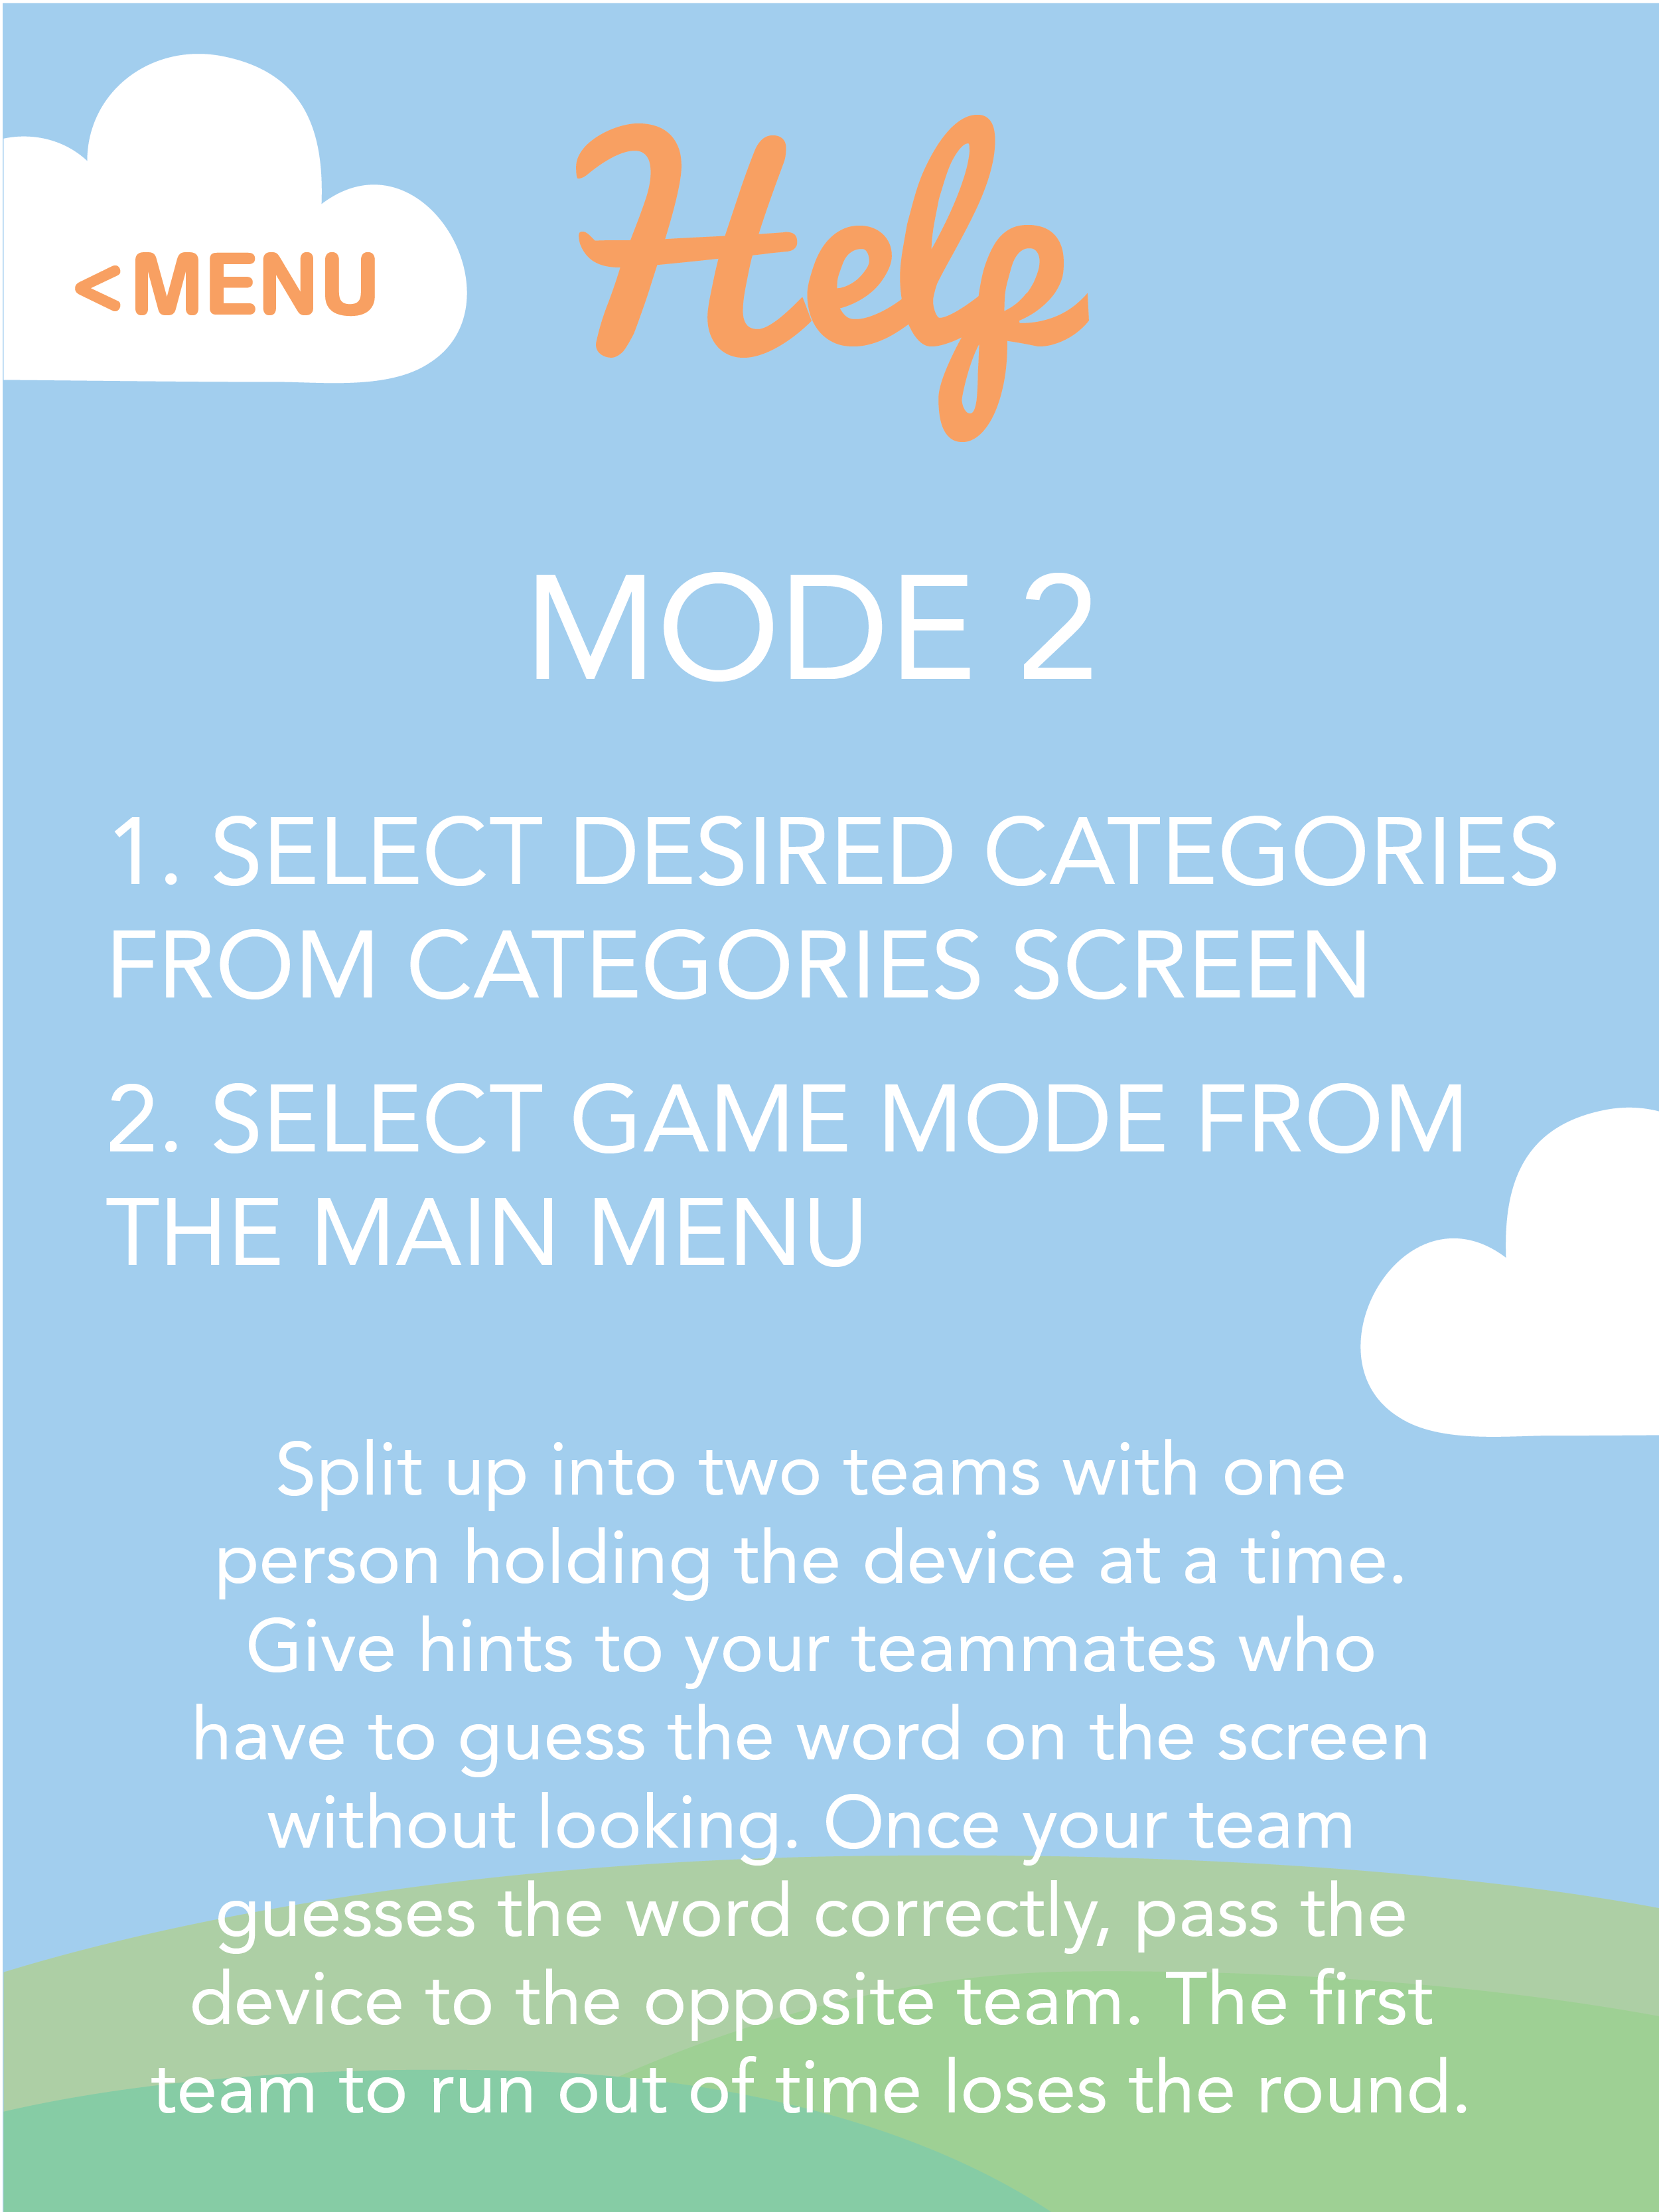 <MENU
Help
MODE 2
1. SELECT DESIRED CATEGORIES
FROM CATEGORIES SCREEN
2. SELECT GAME MODE FROM
THE MAIN MENU
Split up into two teams with one
person holding the device at a time.
Give hints to your teammates who
have to guess the word on the screen
without looking. Once your team
guesses the word correctly, pass the
device to the opposite team. The first
team to run out of time loses the round.